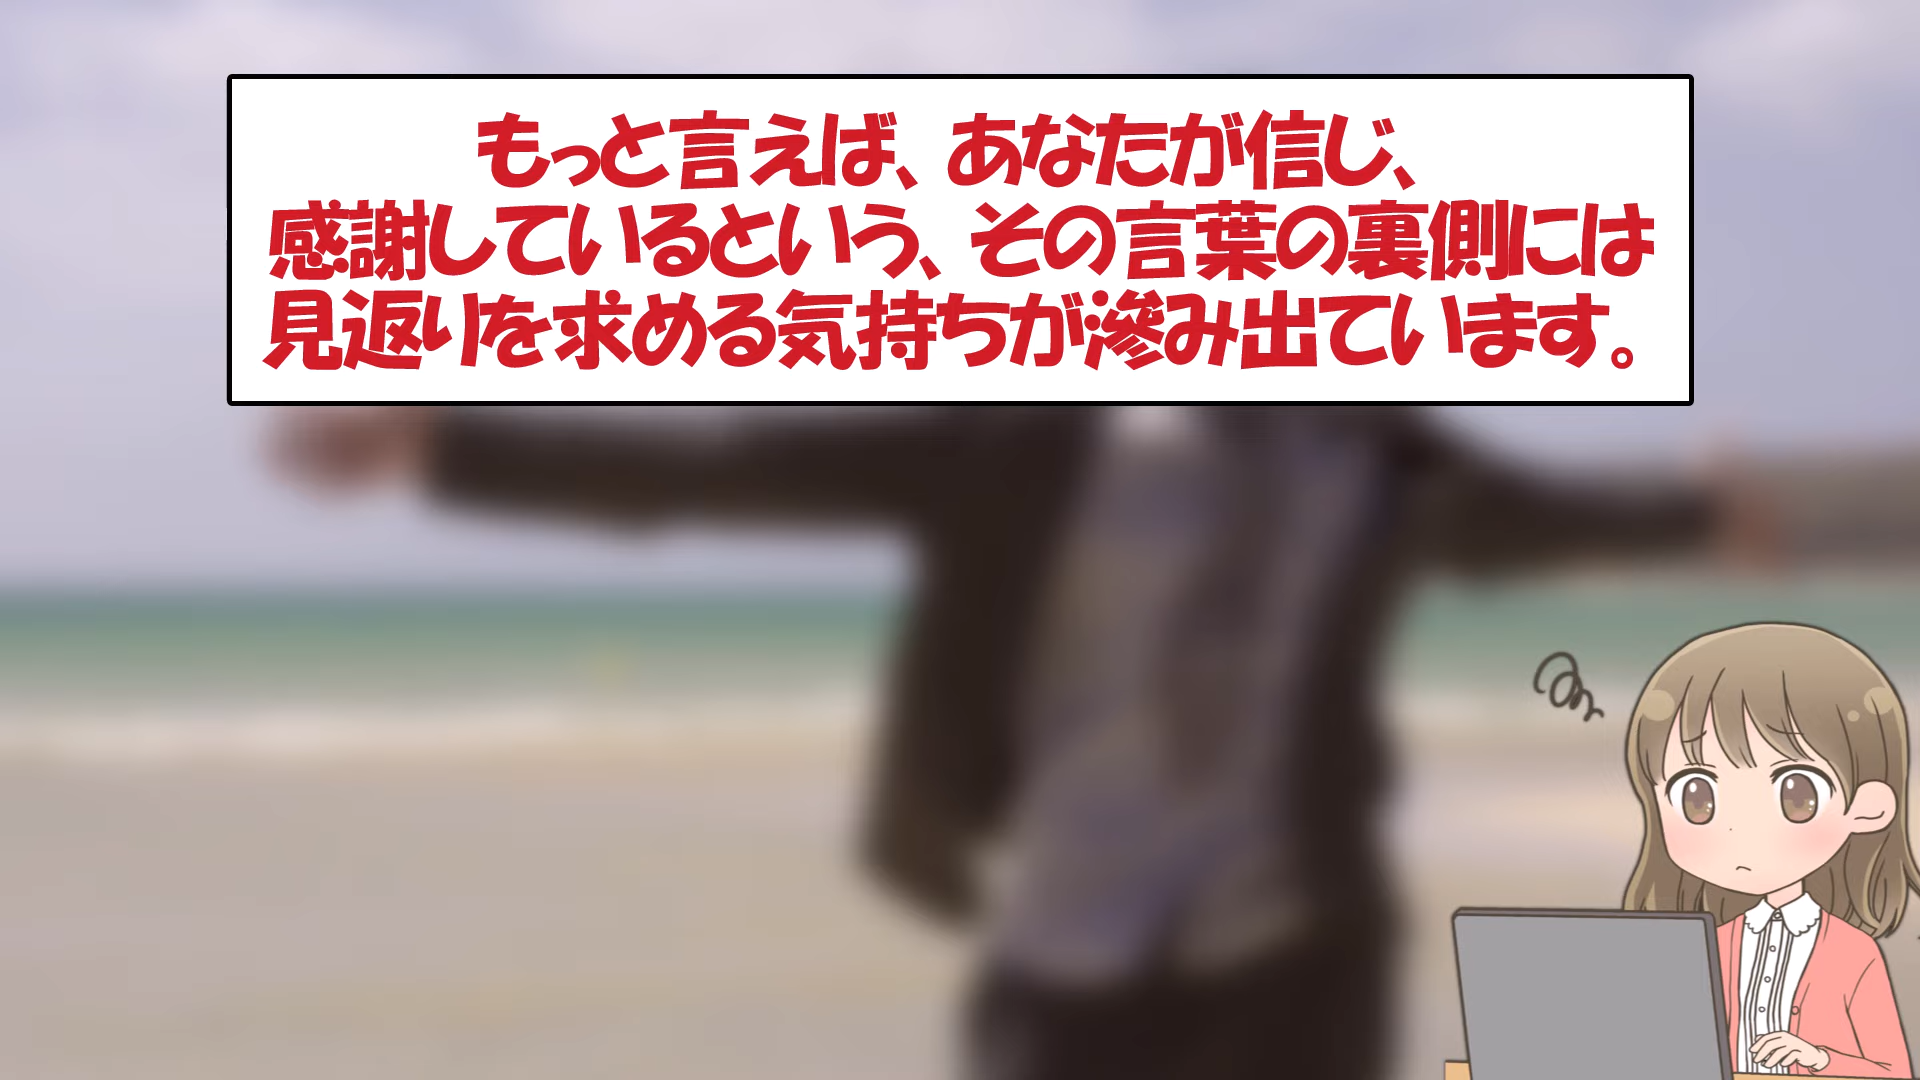 もっと言えば、あなたが信じ、
感謝しているという、その言葉の裏側には
見返りを求める気持ちが滲み出ています。